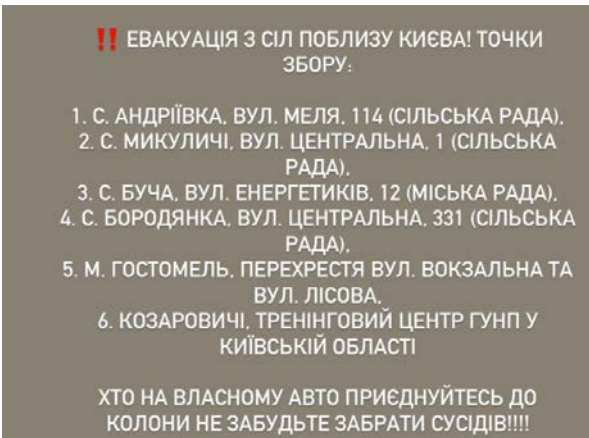 ‼️ ЕВАКУАЦІЯ З СІЛ ПОБЛИЗУ КИЄВА! ТОЧКИ
ЗБОРУ:
1. С. АНДРІЇВКА, ВУЛ. МЕЛЯ, 114 (СІЛЬСЬКА РАДА),
2. С. МИКУЛИЧІ, ВУЛ. ЦЕНТРАЛЬНА, 1 (СІЛЬСЬКА
РАДА),
3. С. БУЧА, ВУЛ. ЕНЕРГЕТИКІВ, 12 (МІСЬКА РАДА),
4. С. БОРОДЯНКА, ВУЛ. ЦЕНТРАЛЬНА, 331 (СІЛЬСЬКА
РАДА),
5. М. ГОСТОМЕЛЬ, ПЕРЕХРЕСТЯ ВУЛ. ВОКЗАЛЬНА ТА
ВУЛ. ЛІСОВА,
6. КОЗАРОВИЧІ, ТРЕНІНГОВИЙ ЦЕНТР ГУНП У
КИЇВСЬКІЙ ОБЛАСТІ
ХТО НА ВЛАСНОМУ АВТО ПРИЄДНУЙТЕСЬ ДО
КОЛОНИ НЕ ЗАБУДЬТЕ ЗАБРАТИ СУСІДІВ!!!!